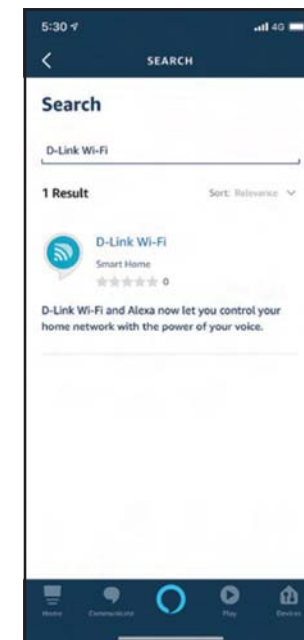 5:30
4G
SEARCH
Search
D-Link Wi-Fi
1 Result
Sort: Relevance
D-Link Wi-Fi
Smart Home
0
D-Link Wi-Fi and Alexa now let you control your
home network with the power of your voice.
Home
Communicate
Play
Devices